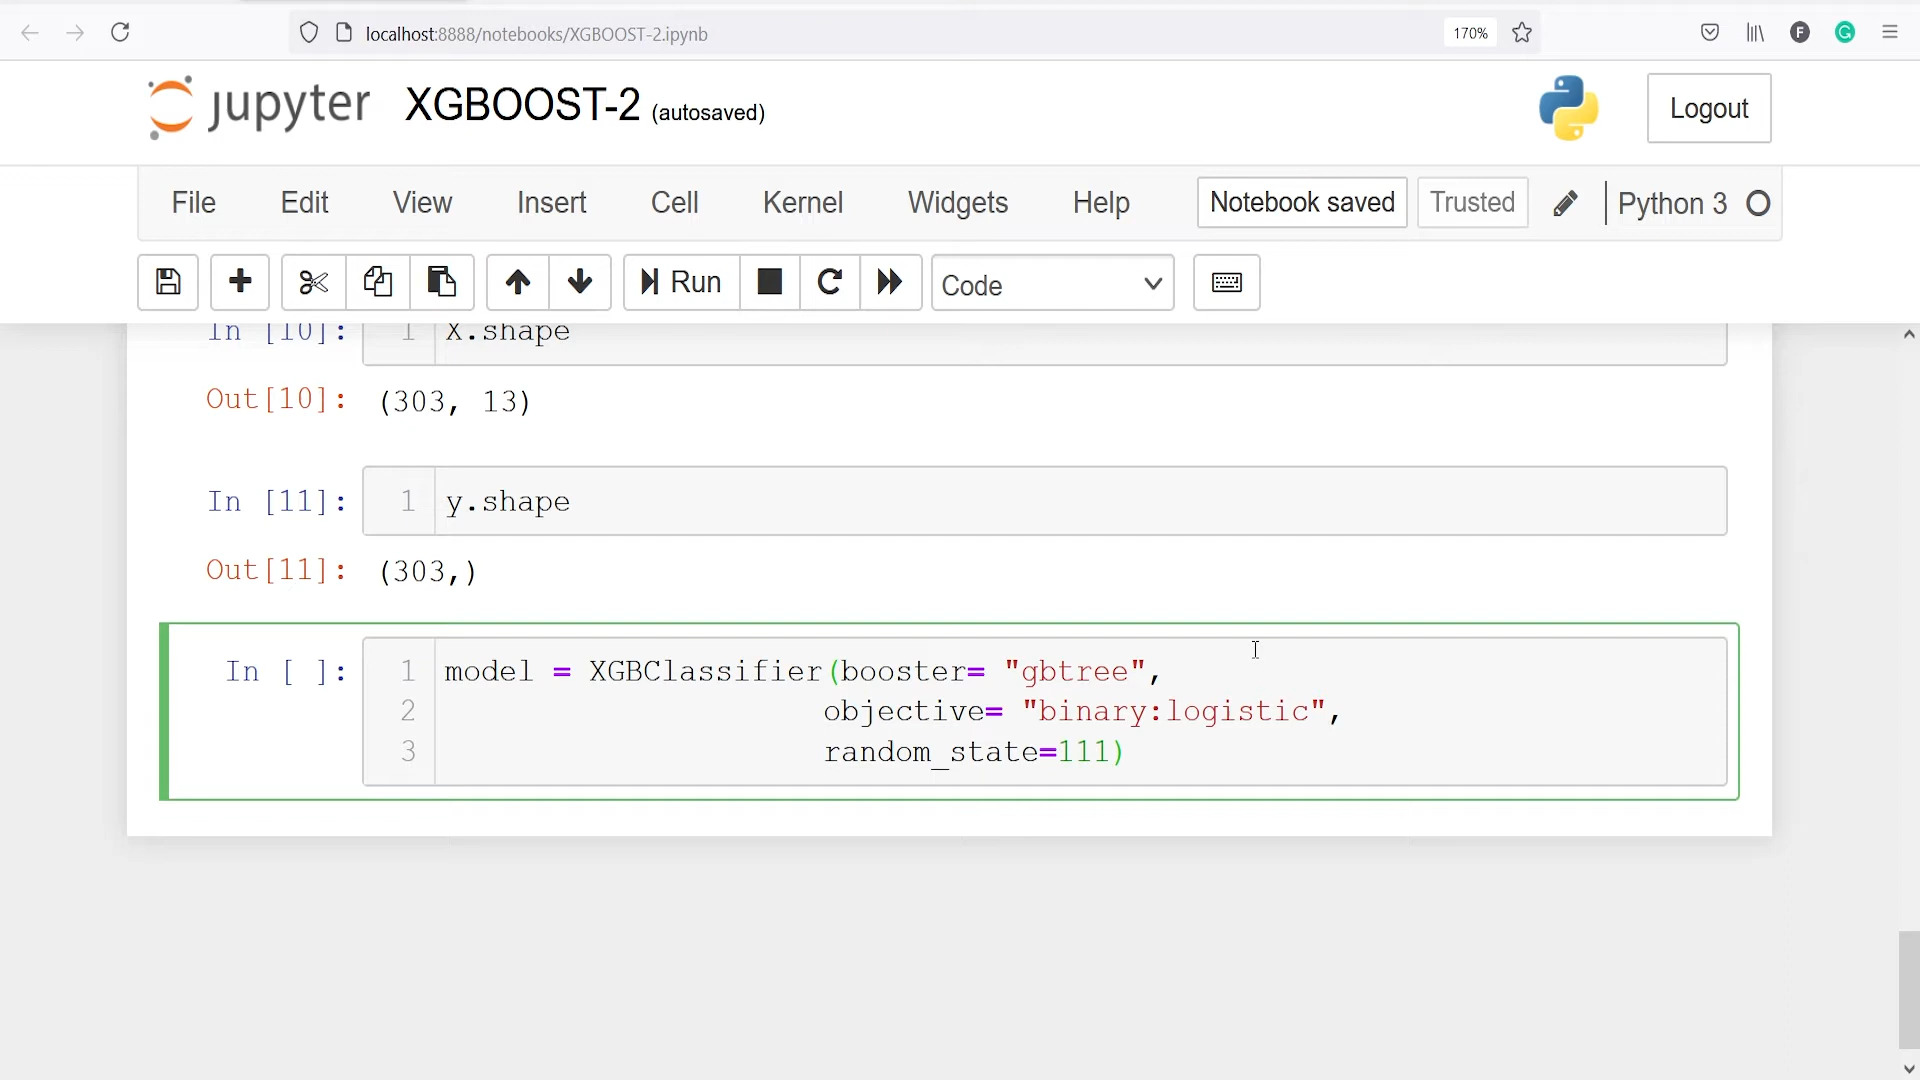 localhost:8888/notebooks/XGBOOST-2.ipynb
170%
F
G
jupyter XGBOOST-2 (autosaved)
Logout
File Edit View Insert Cell Kernel Widgets Help Notebook saved Trusted Python 3
Run Code
In [10]: 1 X.shape
Out[10]: (303, 13)
In [11]: 1 y.shape
Out[11]: (303,)
In [ ]: 1 model = XGBClassifier(booster= "gbtree",
2 objective= "binary:logistic",
3 random_state=111)